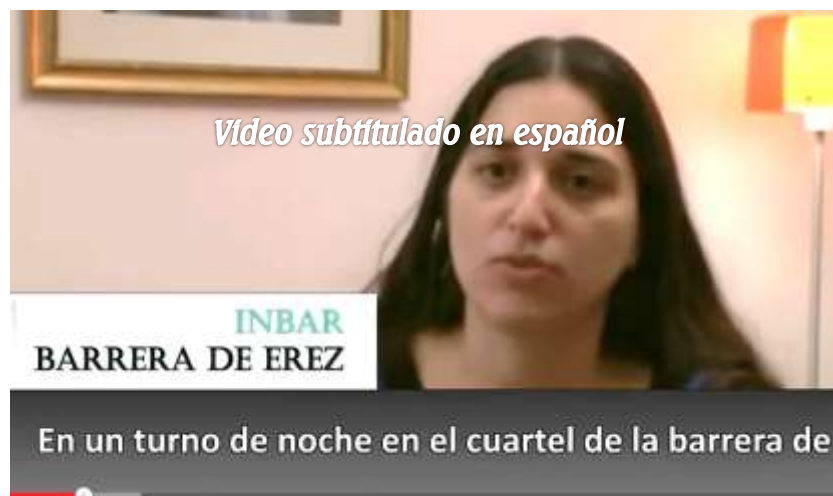 Vídeo subtitulado en español
INBAR
BARRERA DE EREZ
En un turno de noche en el cuartel de la barrera de